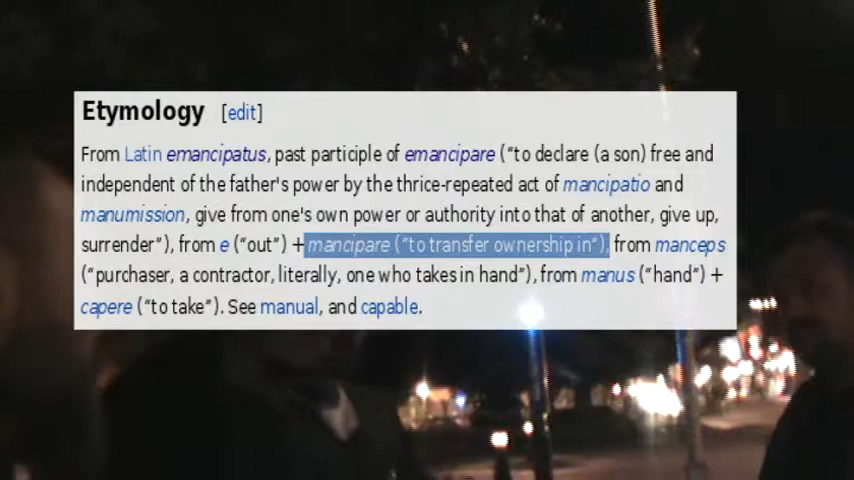 Etymology [edit]
From Latin emancipatus, past participle of emancipare (“to declare (a son) free and
independent of the father's power by the thrice-repeated act of mancipatio and
manumission, give from one's own power or authority into that of another, give up,
surrender”), from e (“out”) + mancipare (“to transfer ownership in”), from manceps
(“purchaser, a contractor, literally, one who takes in hand”), from manus (“hand”) +
capere (“to take”). See manual, and capable.